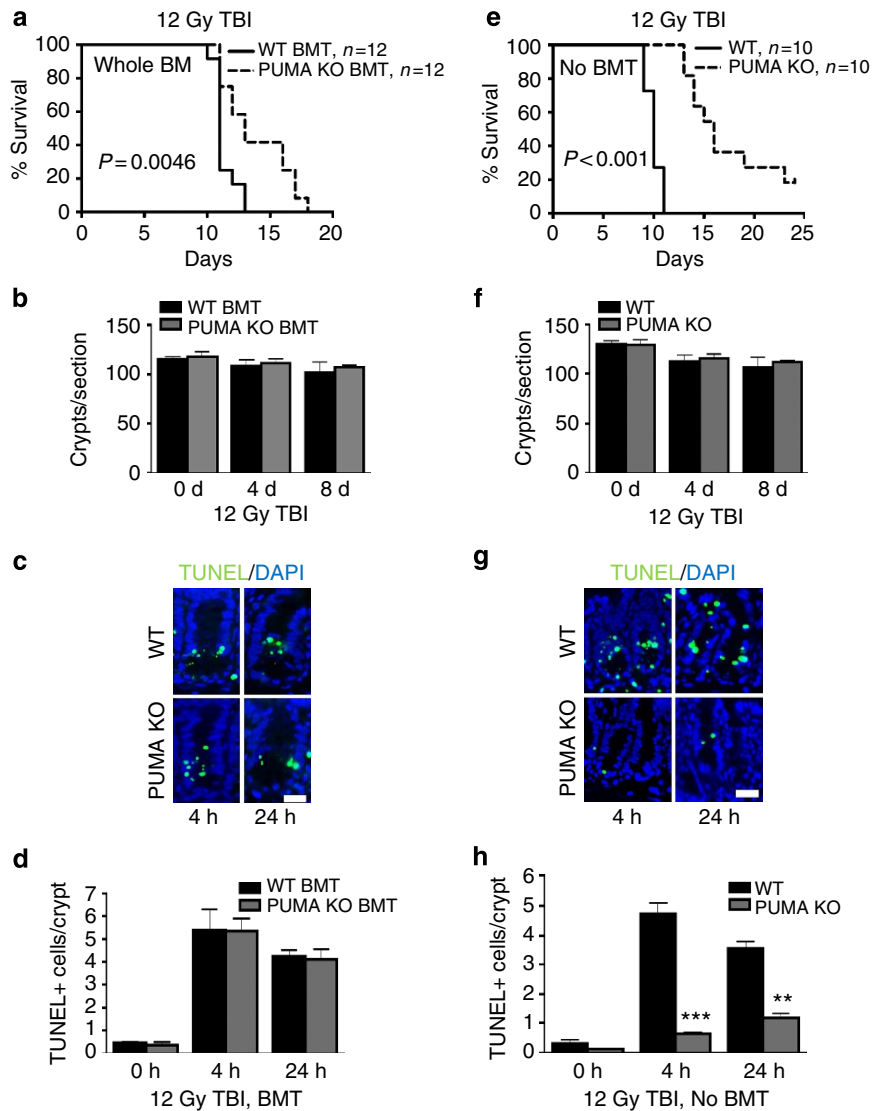 a
12 Gy TBI
100
80
60
40
20
0
% Survival
Whole BM
P=0.0046
WT BMT, n=12
PUMA KO BMT, n=12
0 5 10 15 20
Days
b
WT BMT
PUMA KO BMT
150
100
50
0
Crypts/section
0 d 4 d 8 d
12 Gy TBI
c
TUNEL/DAPI
WT
PUMA KO
4 h 24 h
d
WT BMT
PUMA KO BMT
7
6
5
4
3
2
1
0
TUNEL+ cells/crypt
0 h 4 h 24 h
12 Gy TBI, BMT
e
12 Gy TBI
100
80
60
40
20
0
% Survival
No BMT
P<0.001
WT, n=10
PUMA KO, n=10
0 5 10 15 20 25
Days
f
WT
PUMA KO
150
100
50
0
Crypts/section
0 d 4 d 8 d
12 Gy TBI
g
TUNEL/DAPI
WT
PUMA KO
4 h 24 h
h
WT
PUMA KO
6
5
4
3
2
1
0
TUNEL+ cells/crypt
***
**
0 h 4 h 24 h
12 Gy TBI, No BMT